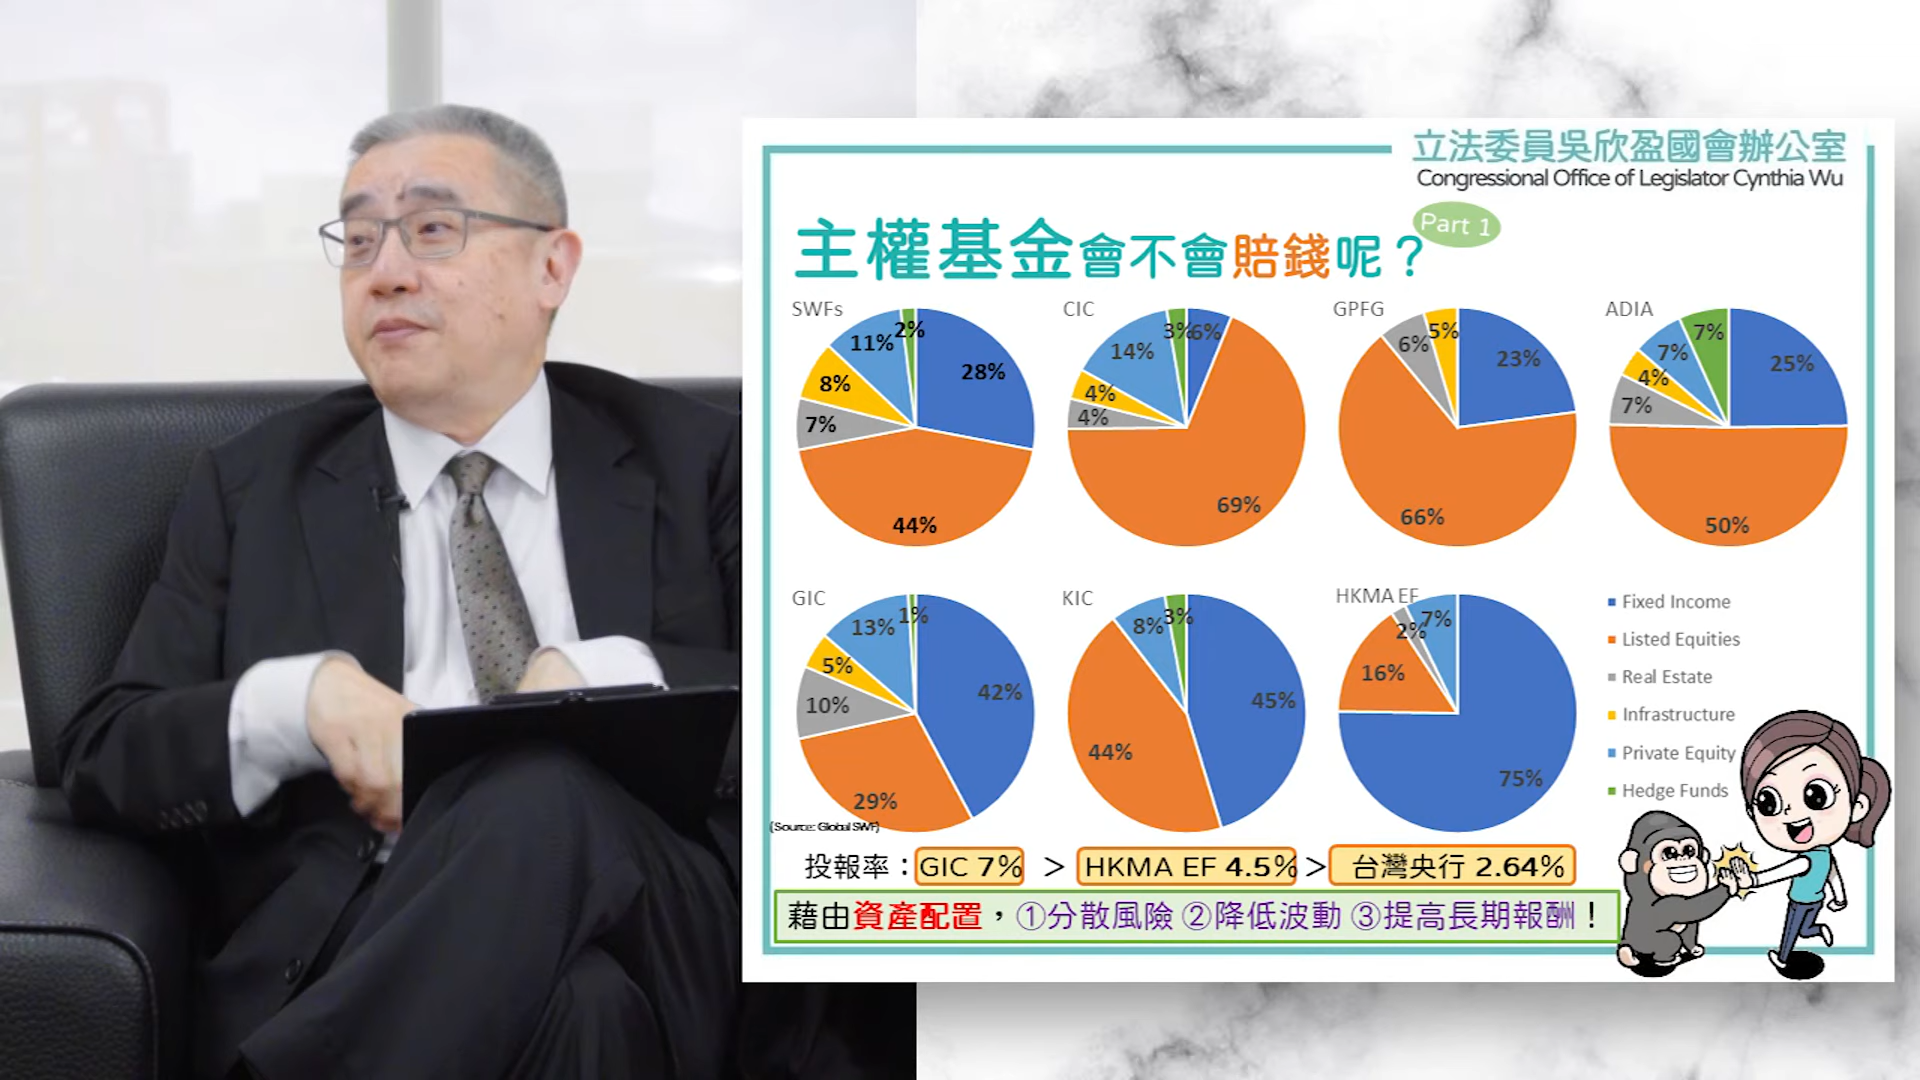 立法委員吳欣盈國會辦公室
Congressional Office of Legislator Cynthia Wu
主權基金會不會賠錢呢？
Part 1
SWFs
28%
44%
7%
8%
11%
2%
CIC
6%
69%
4%
4%
14%
3%
GPFG
23%
66%
6%
5%
ADIA
25%
50%
7%
4%
7%
7%
GIC
42%
29%
10%
5%
13%
1%
KIC
45%
44%
8%
3%
HKMA EF
75%
16%
2%
7%
Fixed Income
Listed Equities
Real Estate
Infrastructure
Private Equity
Hedge Funds
(Source: Global SWF)
投報率：GIC 7% > HKMA EF 4.5% > 台灣央行 2.64%
藉由資產配置，①分散風險 ②降低波動 ③提高長期報酬！